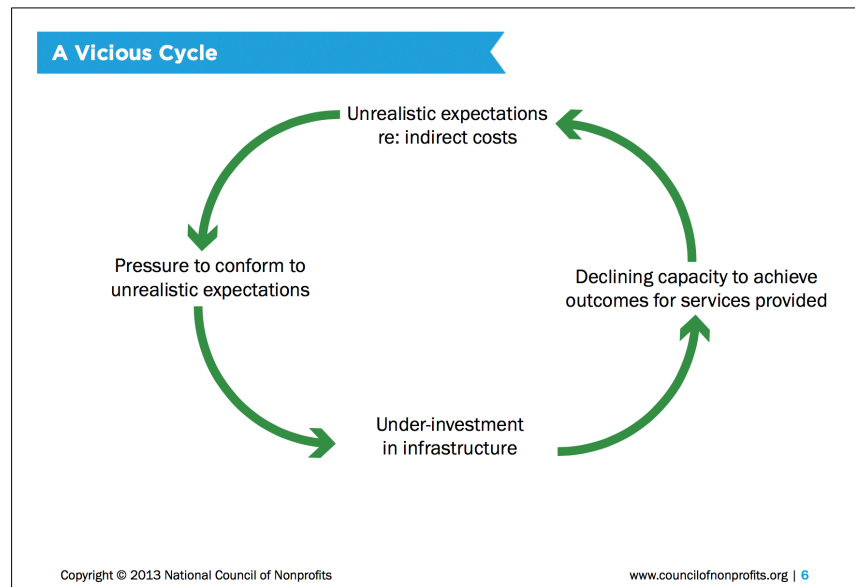 A Vicious Cycle
Unrealistic expectations
re: indirect costs
Pressure to conform to
unrealistic expectations
Declining capacity to achieve
outcomes for services provided
Under-investment
in infrastructure
Copyright © 2013 National Council of Nonprofits
www.councilofnonprofits.org | 6